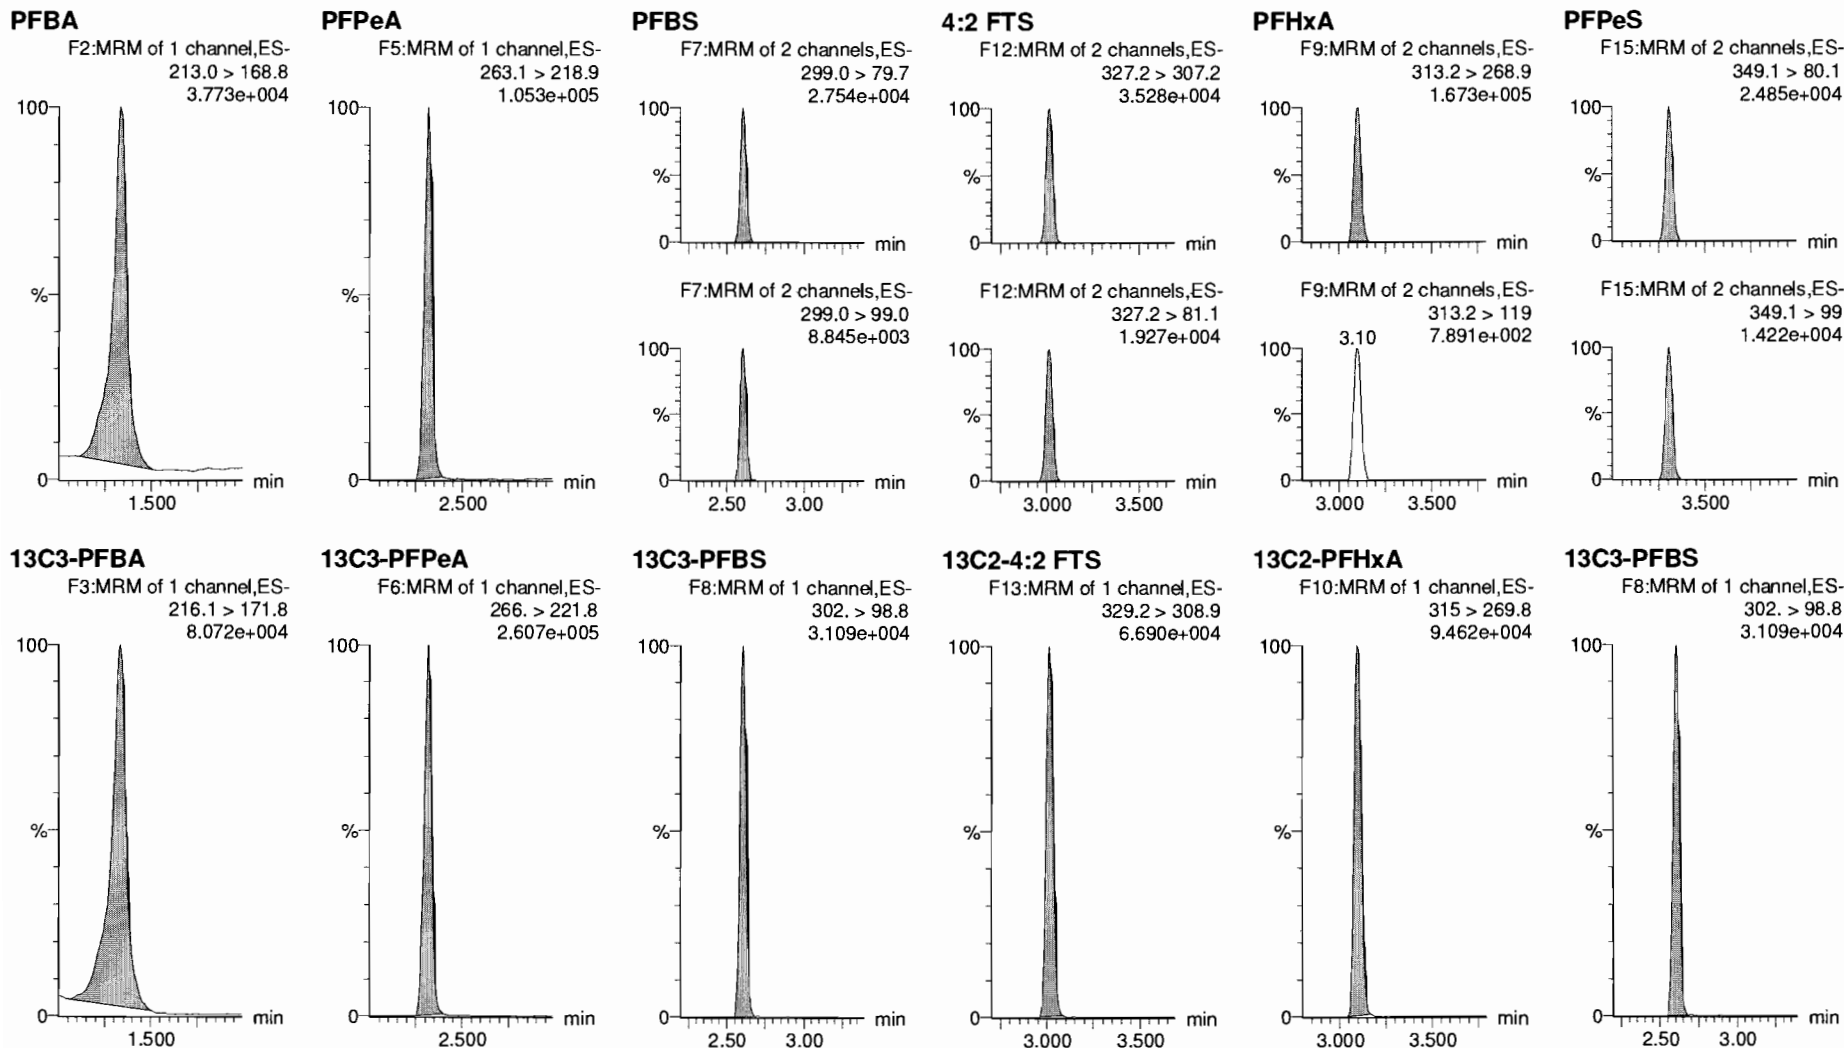 PFBA
F2:MRM of 1 channel,ES-
213.0 > 168.8
3.773e+004
100
%
0
min
1.500
PFPeA
F5:MRM of 1 channel,ES-
263.1 > 218.9
1.053e+005
100
%
0
min
2.500
PFBS
F7:MRM of 2 channels,ES-
299.0 > 79.7
2.754e+004
100
%
0
min
F7:MRM of 2 channels,ES-
299.0 > 99.0
8.845e+003
100
%
0
min
2.50 3.00
4:2 FTS
F12:MRM of 2 channels,ES-
327.2 > 307.2
3.528e+004
100
%
0
min
F12:MRM of 2 channels,ES-
327.2 > 81.1
1.927e+004
100
%
0
min
3.000 3.500
PFHxA
F9:MRM of 2 channels,ES-
313.2 > 268.9
1.673e+005
100
%
0
min
F9:MRM of 2 channels,ES-
313.2 > 119
7.891e+002
3.10
100
%
0
min
3.000 3.500
PFPeS
F15:MRM of 2 channels,ES-
349.1 > 80.1
2.485e+004
100
%
0
min
F15:MRM of 2 channels,ES-
349.1 > 99
1.422e+004
100
%
0
min
3.500
13C3-PFBA
F3:MRM of 1 channel,ES-
216.1 > 171.8
8.072e+004
100
%
0
min
1.500
13C3-PFPeA
F6:MRM of 1 channel,ES-
266. > 221.8
2.607e+005
100
%
0
min
2.500
13C3-PFBS
F8:MRM of 1 channel,ES-
302. > 98.8
3.109e+004
100
%
0
min
2.50 3.00
13C2-4:2 FTS
F13:MRM of 1 channel,ES-
329.2 > 308.9
6.690e+004
100
%
0
min
3.000 3.500
13C2-PFHxA
F10:MRM of 1 channel,ES-
315 > 269.8
9.462e+004
100
%
0
min
3.000 3.500
13C3-PFBS
F8:MRM of 1 channel,ES-
302. > 98.8
3.109e+004
100
%
0
min
2.50 3.00